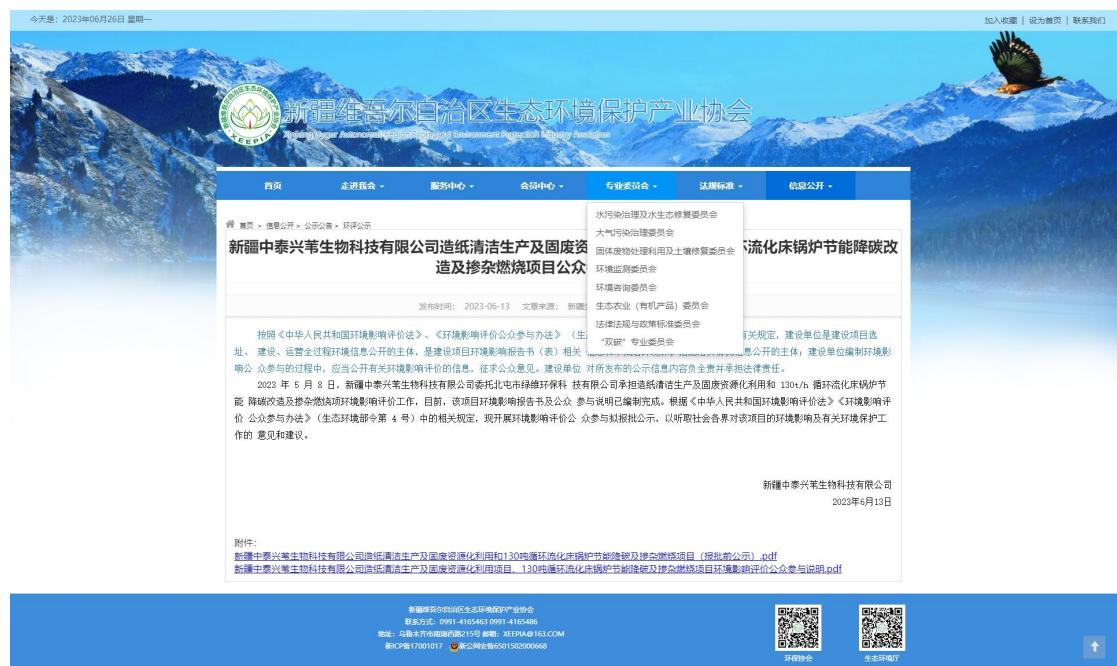 今天是：2023年06月26日 星期一
加入收藏 | 设为首页 | 联系我们
新疆维吾尔自治区生态环境保护产业协会
XEEPIA
首页 走进我会 服务中心 会员中心 专业委员会 法规标准 信息公开
水污染治理及水生态修复委员会
大气污染治理委员会
固体废物处理利用及土壤修复委员会
环境监测委员会
环境咨询委员会
生态农业（有机产品）委员会
法律法规与政策标准委员会
“双碳”专业委员会
首页 > 信息公开 > 公示公告 > 环评公示
新疆中泰兴苇生物科技有限公司造纸清洁生产及固废资 流化床锅炉节能降碳改
造及掺杂燃烧项目公众
发布时间： 2023-06-13 文章来源： 新疆
按照《中华人民共和国环境影响评价法》、《环境影响评价公众参与办法》（生 有关规定，建设单位是建设项目选
址、 建设、运营全过程环境信息公开的主体，是建设项目环境影响报告书（表）相关 息公开的主体；建设单位编制环境影
响公 众参与的过程中，应当公开有关环境影响评价的信息，征求公众意见。建设单位 对所发布的公示信息内容负全责并承担法律责任。
2023 年 5 月 8 日，新疆中泰兴苇生物科技有限公司委托北屯市绿维环保科 技有限公司承担造纸清洁生产及固废资源化利用和 130t/h 循环流化床锅炉节
能 降碳改造及掺杂燃烧项环境影响评价工作，目前，该项目环境影响报告书及公众 参与说明已编制完成。根据《中华人民共和国环境影响评价法》《环境影响评
价 公众参与办法》（生态环境部令第 4 号）中的相关规定，现开展环境影响评价公 众参与拟报批公示，以听取社会各界对该项目的环境影响及有关环境保护工
作的 意见和建议。
新疆中泰兴苇生物科技有限公司
2023年6月13日
附件：
新疆中泰兴苇生物科技有限公司造纸清洁生产及固废资源化利用和130吨循环流化床锅炉节能降碳及掺杂燃烧项目（报批前公示）.pdf
新疆中泰兴苇生物科技有限公司造纸清洁生产及固废资源化利用项目、130吨循环流化床锅炉节能降碳及掺杂燃烧项目环境影响评价公众参与说明.pdf
新疆维吾尔自治区生态环境保护产业协会
联系方式：0991-4165463 0991-4165486
地址：乌鲁木齐市南湖西路215号 邮箱：XEEPIA@163.COM
新ICP备17001017 新公网安备6501502000668
环保协会 生态环境厅